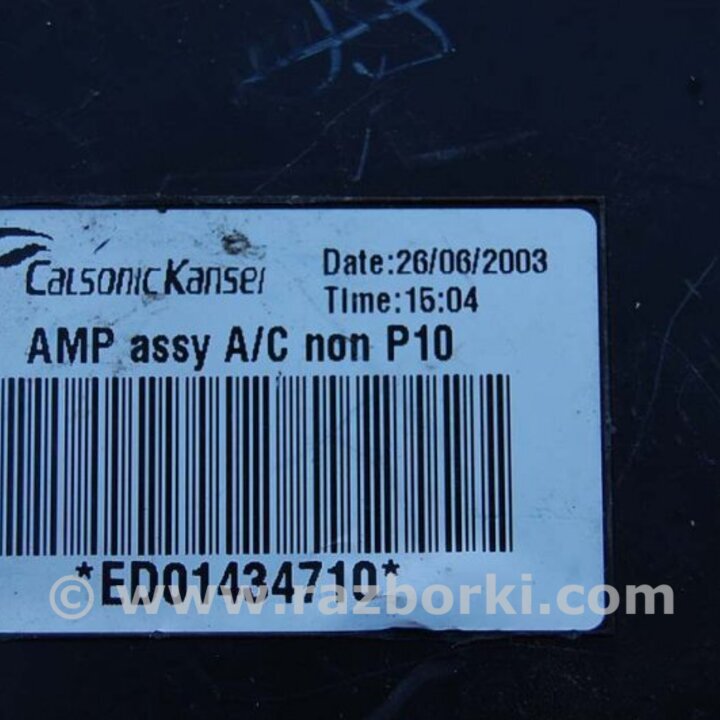 CalsonicKansei
Date:26/06/2003
Time:15:04
AMP assy A/C non P10
*ED01434710*
© www.razborki.com